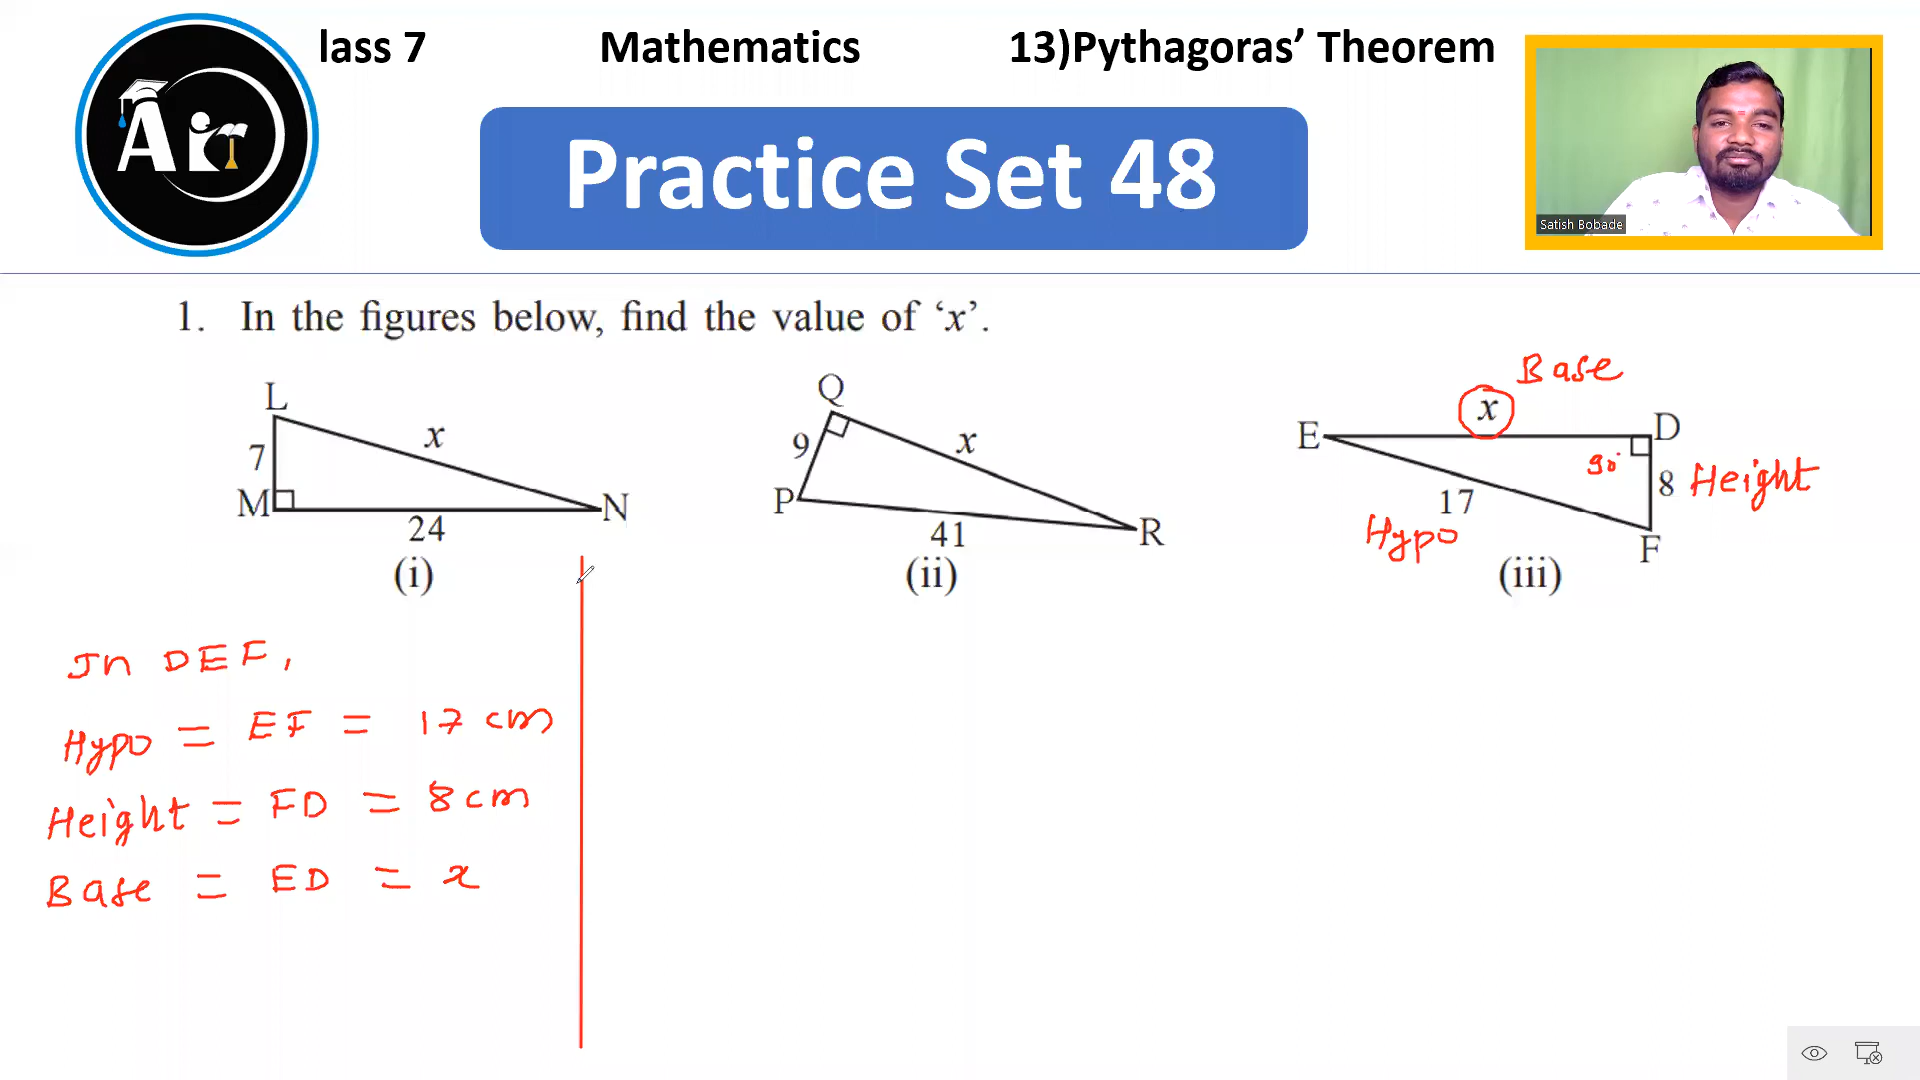 lass 7 Mathematics 13)Pythagoras’ Theorem
Air
Practice Set 48
Satish Bobade
1. In the figures below, find the value of ‘x’.
L
7
x
M
24
N
(i)
Q
9
x
P
41
R
(ii)
Base
x
E
D
90°
8 Height
17
Hypo
F
(iii)
In DEF,
Hypo = EF = 17 cm
Height = FD = 8 cm
Base = ED = x